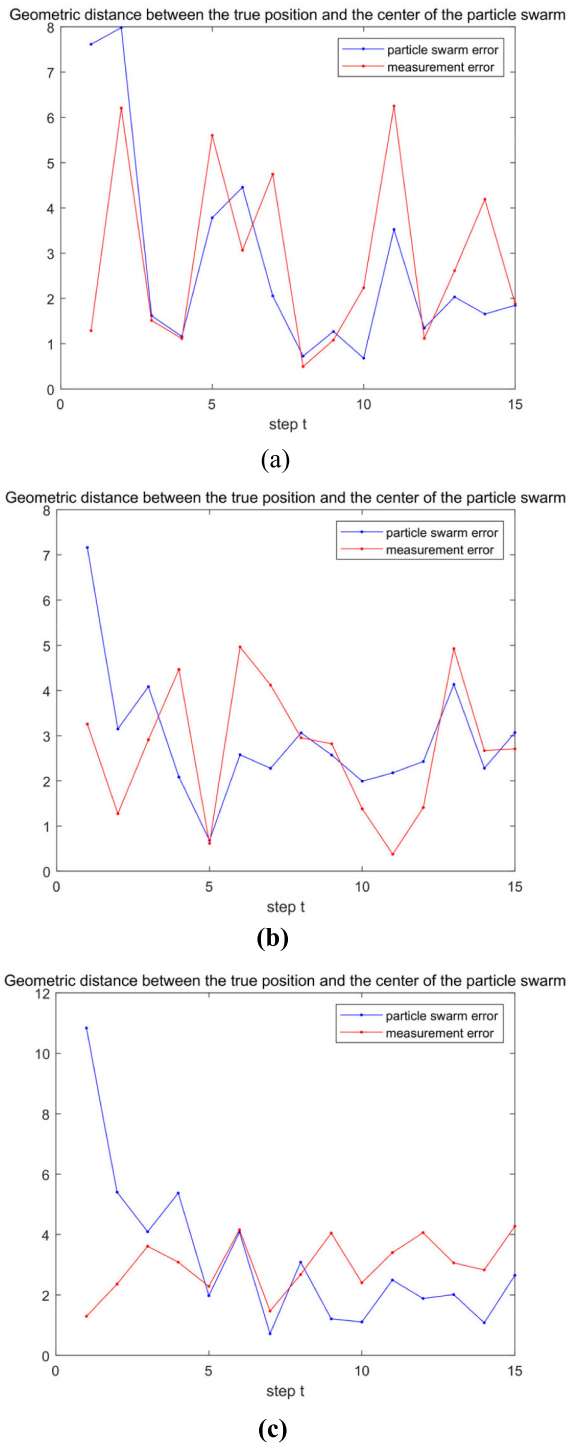 Geometric distance between the true position and the center of the particle swarm
8
7
6
5
4
3
2
1
0
particle swarm error
measurement error
0 5 10 15
step t
(a)
Geometric distance between the true position and the center of the particle swarm
8
7
6
5
4
3
2
1
0
particle swarm error
measurement error
0 5 10 15
step t
(b)
Geometric distance between the true position and the center of the particle swarm
12
10
8
6
4
2
0
particle swarm error
measurement error
0 5 10 15
step t
(c)